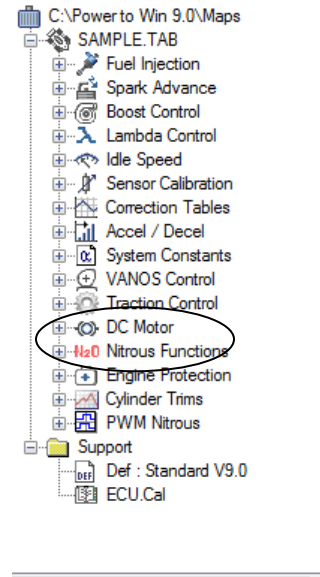 C:\Power to Win 9.0\Maps
SAMPLE.TAB
Fuel Injection
Spark Advance
Boost Control
λ Lambda Control
Idle Speed
Sensor Calibration
Correction Tables
Accel / Decel
α System Constants
VANOS Control
Traction Control
DC Motor
N2O Nitrous Functions
Engine Protection
Cylinder Trims
PWM Nitrous
Support
DEF Def : Standard V9.0
ECU.Cal